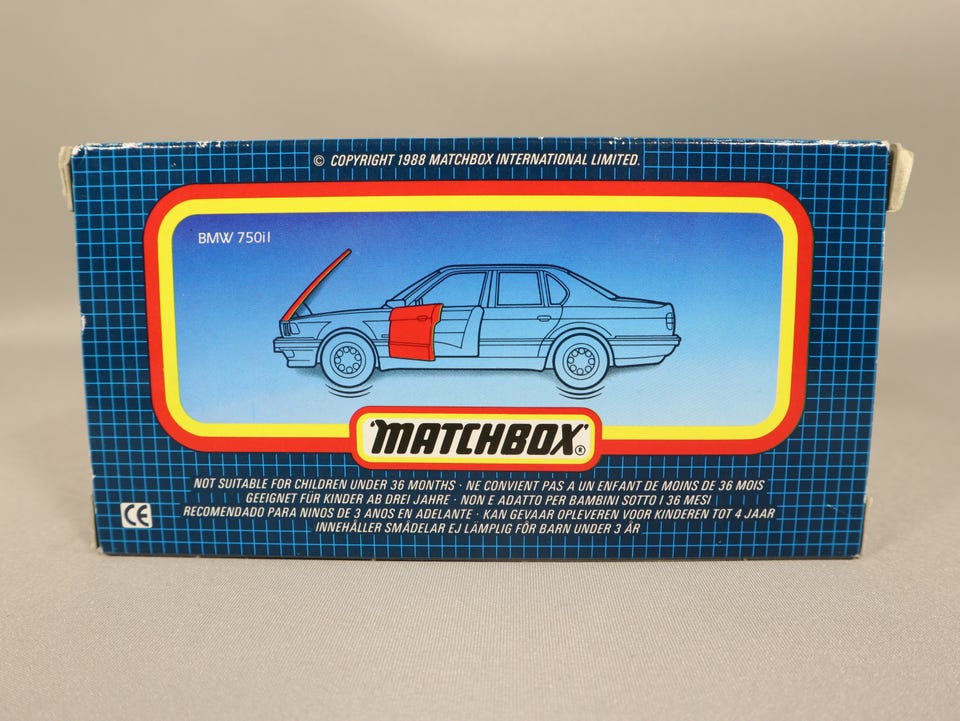 © COPYRIGHT 1988 MATCHBOX INTERNATIONAL LIMITED.
BMW 750il
"MATCHBOX"®
NOT SUITABLE FOR CHILDREN UNDER 36 MONTHS · NE CONVIENT PAS A UN ENFANT DE MOINS DE 36 MOIS
GEEIGNET FÜR KINDER AB DREI JAHRE · NON E ADATTO PER BAMBINI SOTTO I 36 MESI
RECOMENDADO PARA NINOS DE 3 ANOS EN ADELANTE · KAN GEVAAR OPLEVEREN VOOR KINDEREN TOT 4 JAAR
INNEHÅLLER SMÅDELAR EJ LÄMPLIG FÖR BARN UNDER 3 ÅR
CE